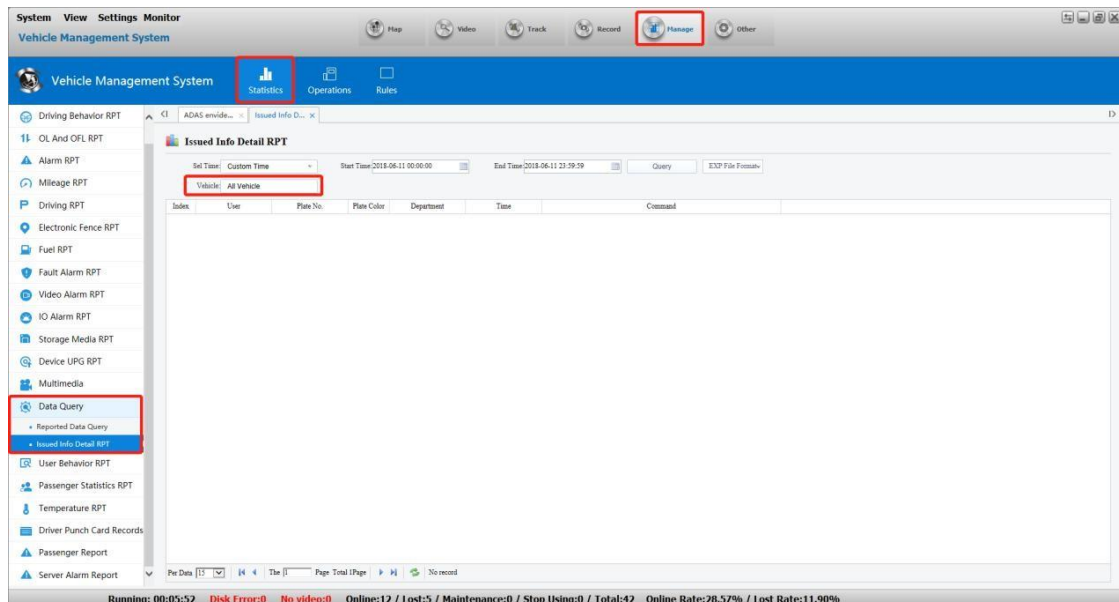 System View Settings Monitor
Vehicle Management System
Map Video Track Record Manage Other
Vehicle Management System
Statistics Operations Rules
Driving Behavior RPT
OL And OFL RPT
Alarm RPT
Mileage RPT
Driving RPT
Electronic Fence RPT
Fuel RPT
Fault Alarm RPT
Video Alarm RPT
IO Alarm RPT
Storage Media RPT
Device UPG RPT
Multimedia
Data Query
Reported Data Query
Issued Info Detail RPT
User Behavior RPT
Passenger Statistics RPT
Temperature RPT
Driver Punch Card Records
Passenger Report
Server Alarm Report
ADAS envide... Issued Info D...
Issued Info Detail RPT
Sel Time: Custom Time Start Time: 2018-06-11 00:00:00 End Time: 2018-06-11 23:59:59 Query EXP File Format
Vehicle: All Vehicle
Index User Plate No. Plate Color Department Time Command
Per Data 15 The 1 Page Total 1Page No record
Running: 00:05:52 Disk Error:0 No video:0 Online:12 / Lost:5 / Maintenance:0 / Stop Using:0 / Total:42 Online Rate:28.57% / Lost Rate:11.90%